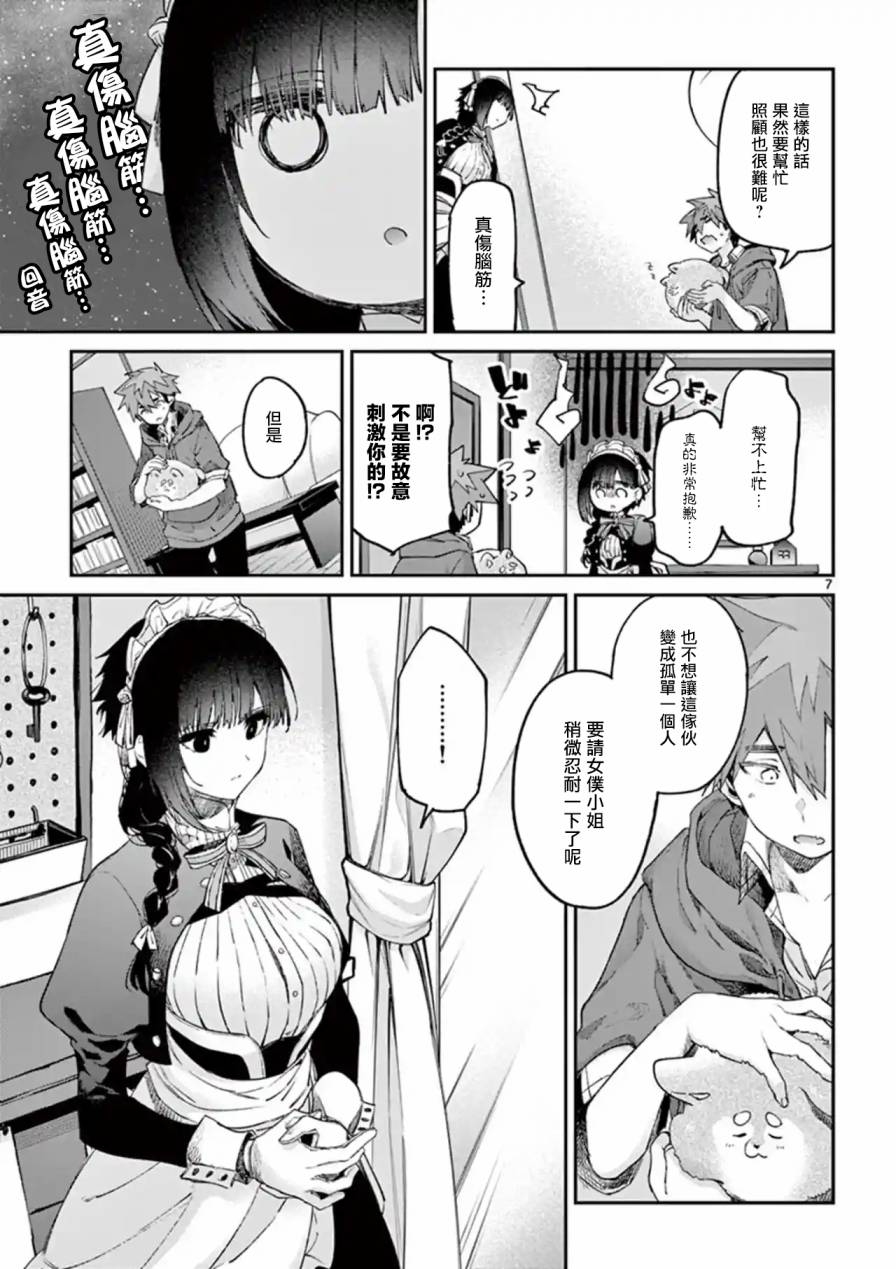 這樣的話
果然要幫忙
照顧也很難呢?
真傷腦筋…
真傷腦筋…
真傷腦筋…
真傷腦筋…
回音
幫不上忙…
真的非常抱歉……
啊!?
不是要故意
刺激你的!?
但是
7
也不想讓這傢伙
變成孤單一個人
要請女僕小姐
稍微忍耐一下了呢
………